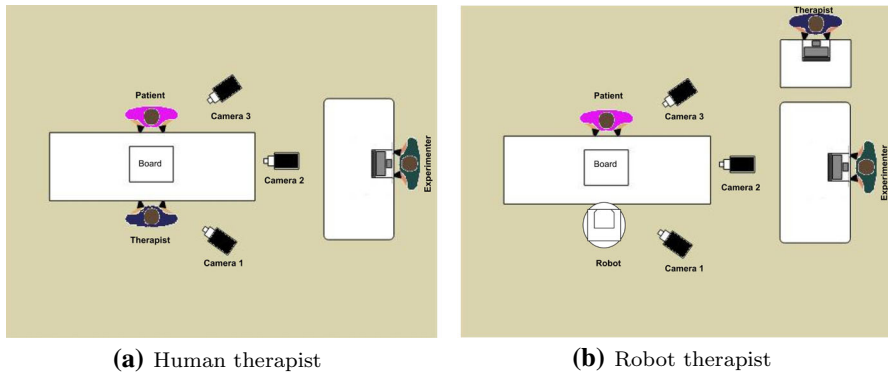 Patient
Camera 3
Board
Camera 2
Experimenter
Therapist
Camera 1
(a) Human therapist
Therapist
Patient
Camera 3
Board
Camera 2
Experimenter
Robot
Camera 1
(b) Robot therapist